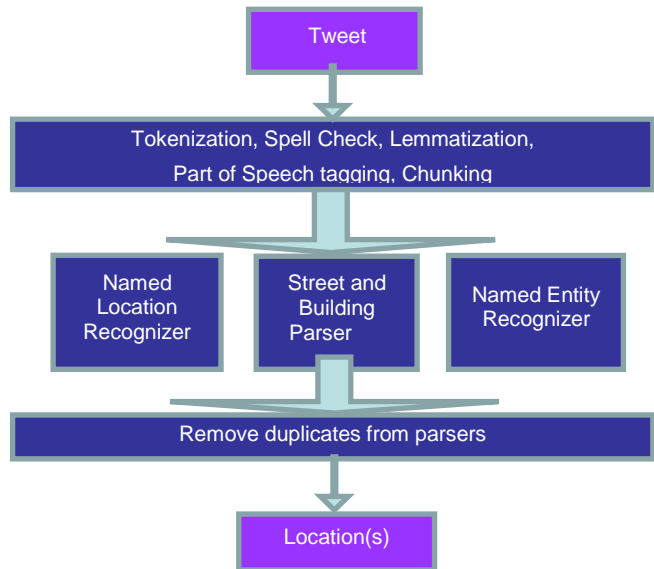 Tweet
Tokenization, Spell Check, Lemmatization,
Part of Speech tagging, Chunking
Named
Location
Recognizer
Street and
Building
Parser
Named Entity
Recognizer
Remove duplicates from parsers
Location(s)